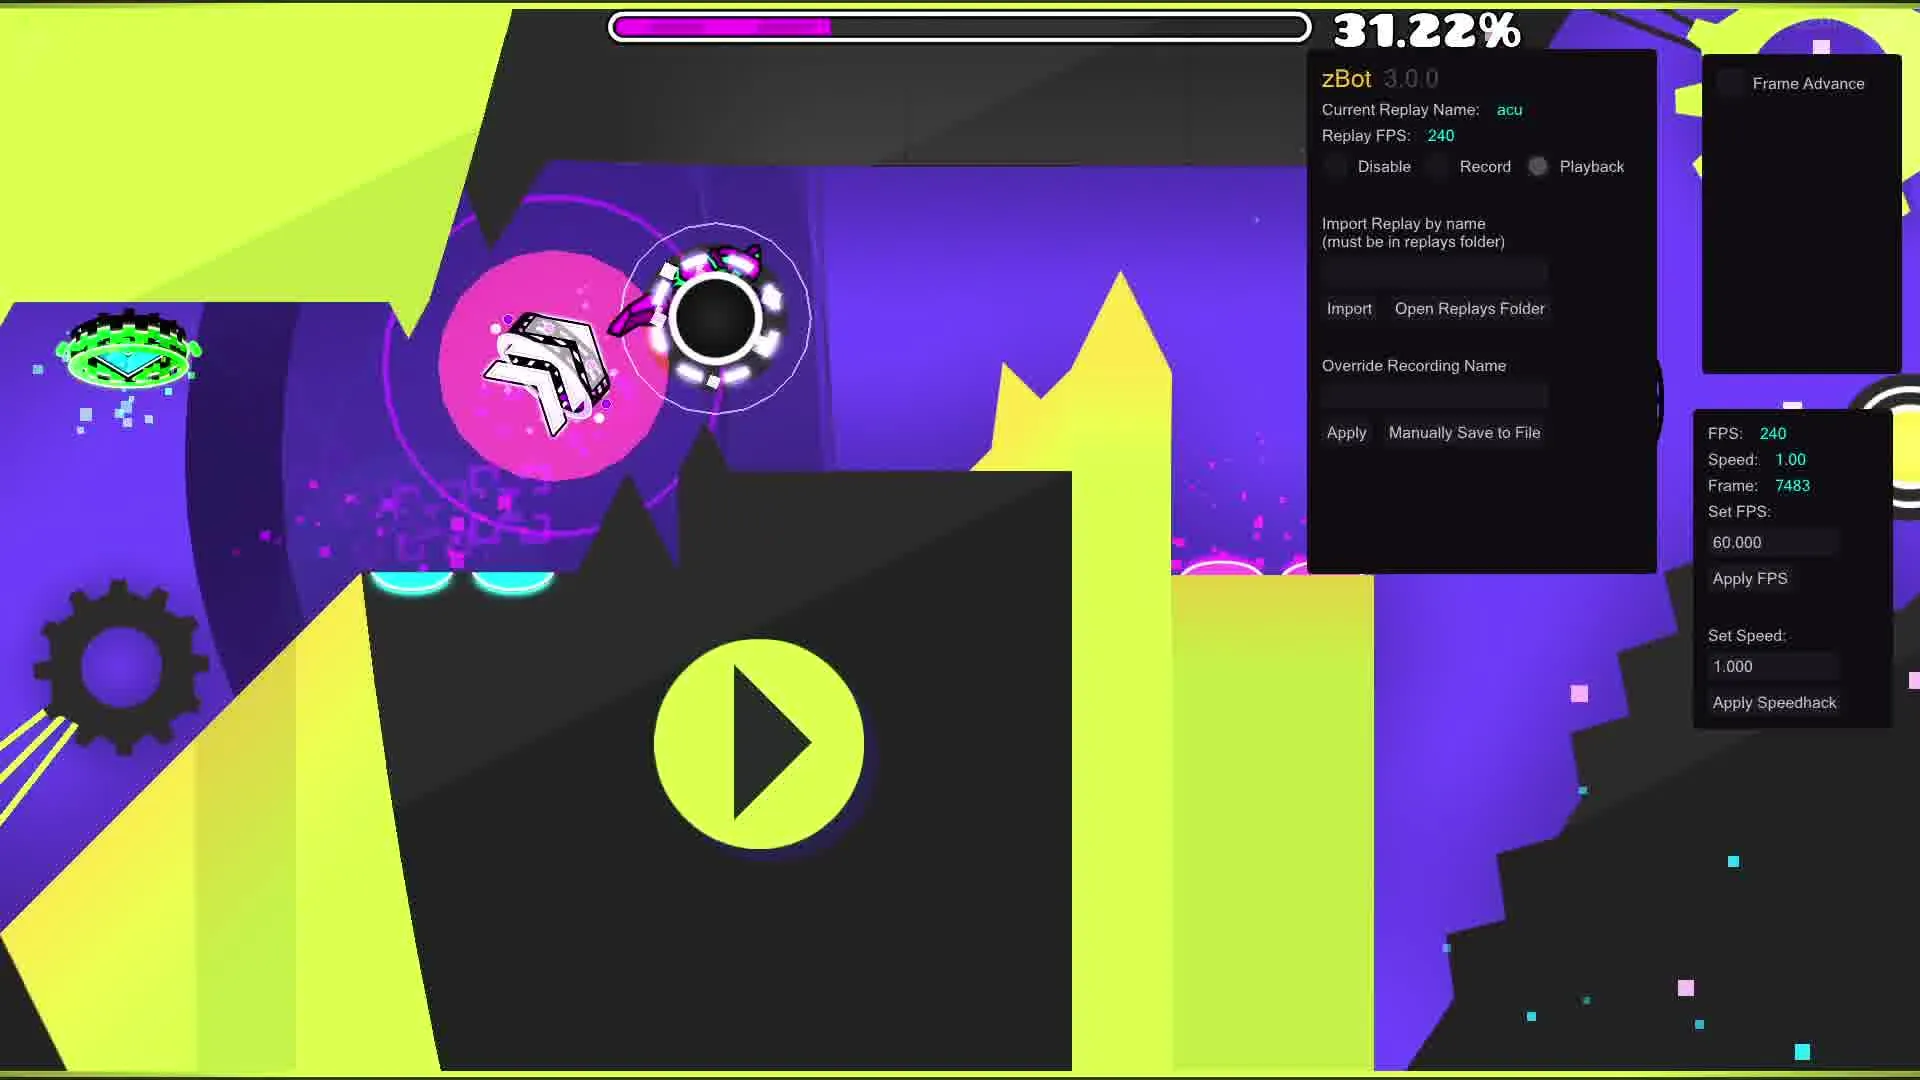 31.22%
zBot 3.0.0
Current Replay Name: acu
Replay FPS: 240
Disable Record Playback
Import Replay by name
(must be in replays folder)
Import Open Replays Folder
Override Recording Name
Apply Manually Save to File
Frame Advance
FPS: 240
Speed: 1.00
Frame: 7483
Set FPS:
60.000
Apply FPS
Set Speed:
1.000
Apply Speedhack